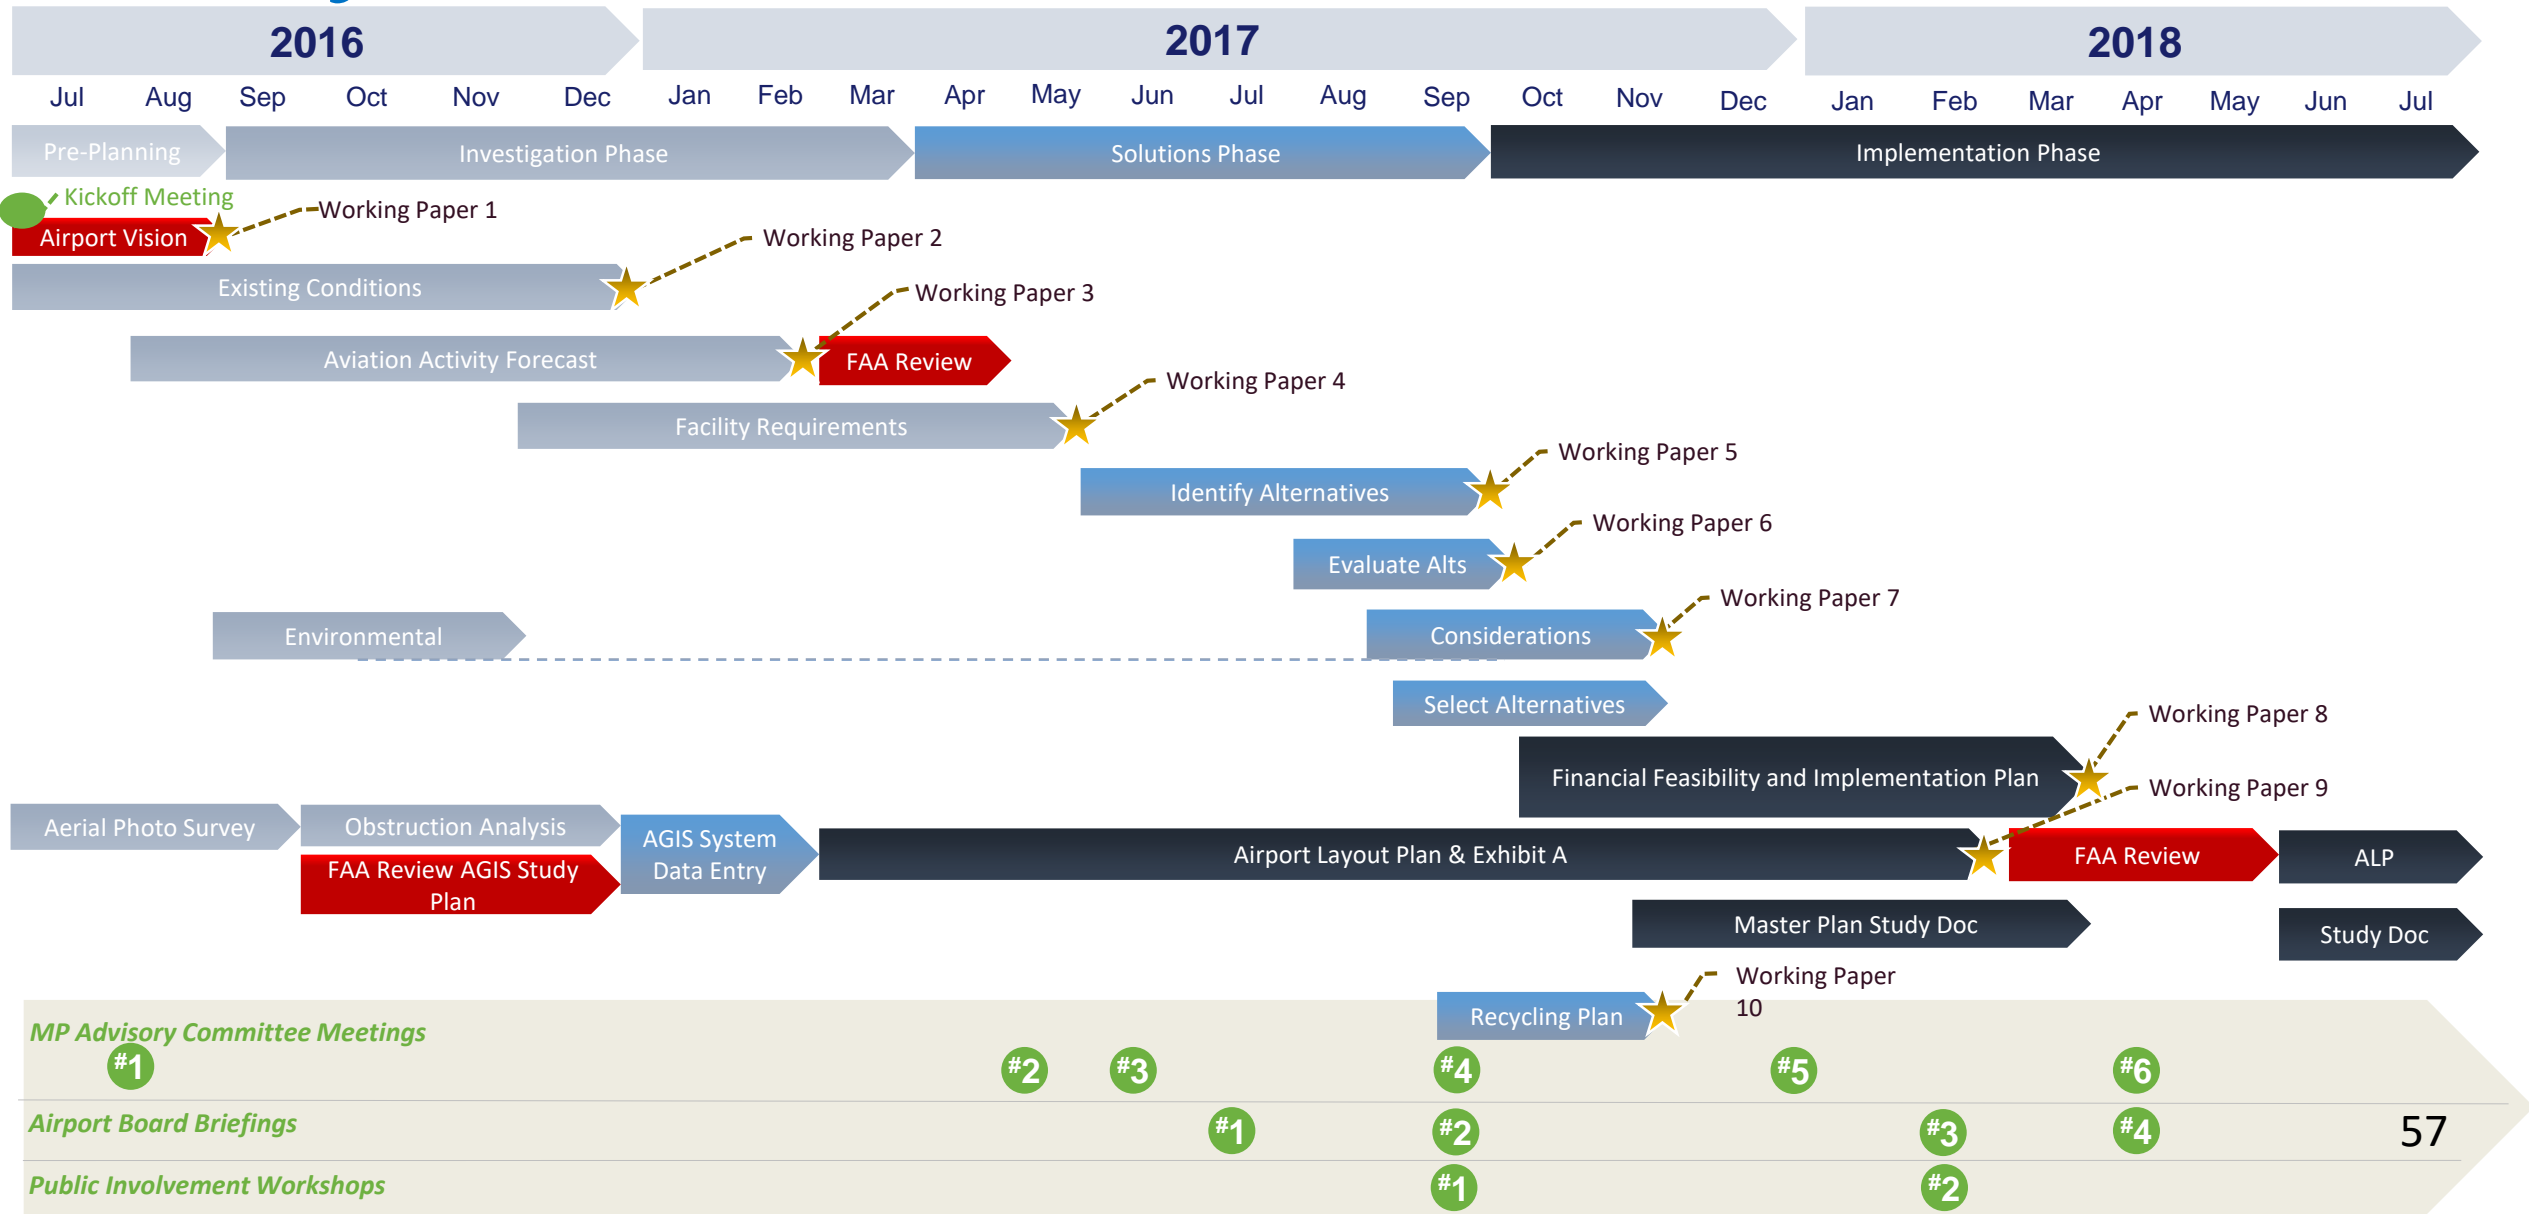 2016
2017
2018
Jul Aug Sep Oct Nov Dec Jan Feb Mar Apr May Jun Jul Aug Sep Oct Nov Dec Jan Feb Mar Apr May Jun Jul
Pre-Planning
Investigation Phase
Solutions Phase
Implementation Phase
Kickoff Meeting
Working Paper 1
Airport Vision
Working Paper 2
Existing Conditions
Working Paper 3
Aviation Activity Forecast
FAA Review
Working Paper 4
Facility Requirements
Working Paper 5
Identify Alternatives
Working Paper 6
Evaluate Alts
Working Paper 7
Environmental
Considerations
Select Alternatives
Working Paper 8
Financial Feasibility and Implementation Plan
Working Paper 9
Aerial Photo Survey
Obstruction Analysis
FAA Review AGIS Study
Plan
AGIS System
Data Entry
Airport Layout Plan & Exhibit A
FAA Review
ALP
Master Plan Study Doc
Study Doc
Working Paper
10
Recycling Plan
MP Advisory Committee Meetings
#1 #2 #3 #4 #5 #6
Airport Board Briefings
#1 #2 #3 #4
57
Public Involvement Workshops
#1 #2